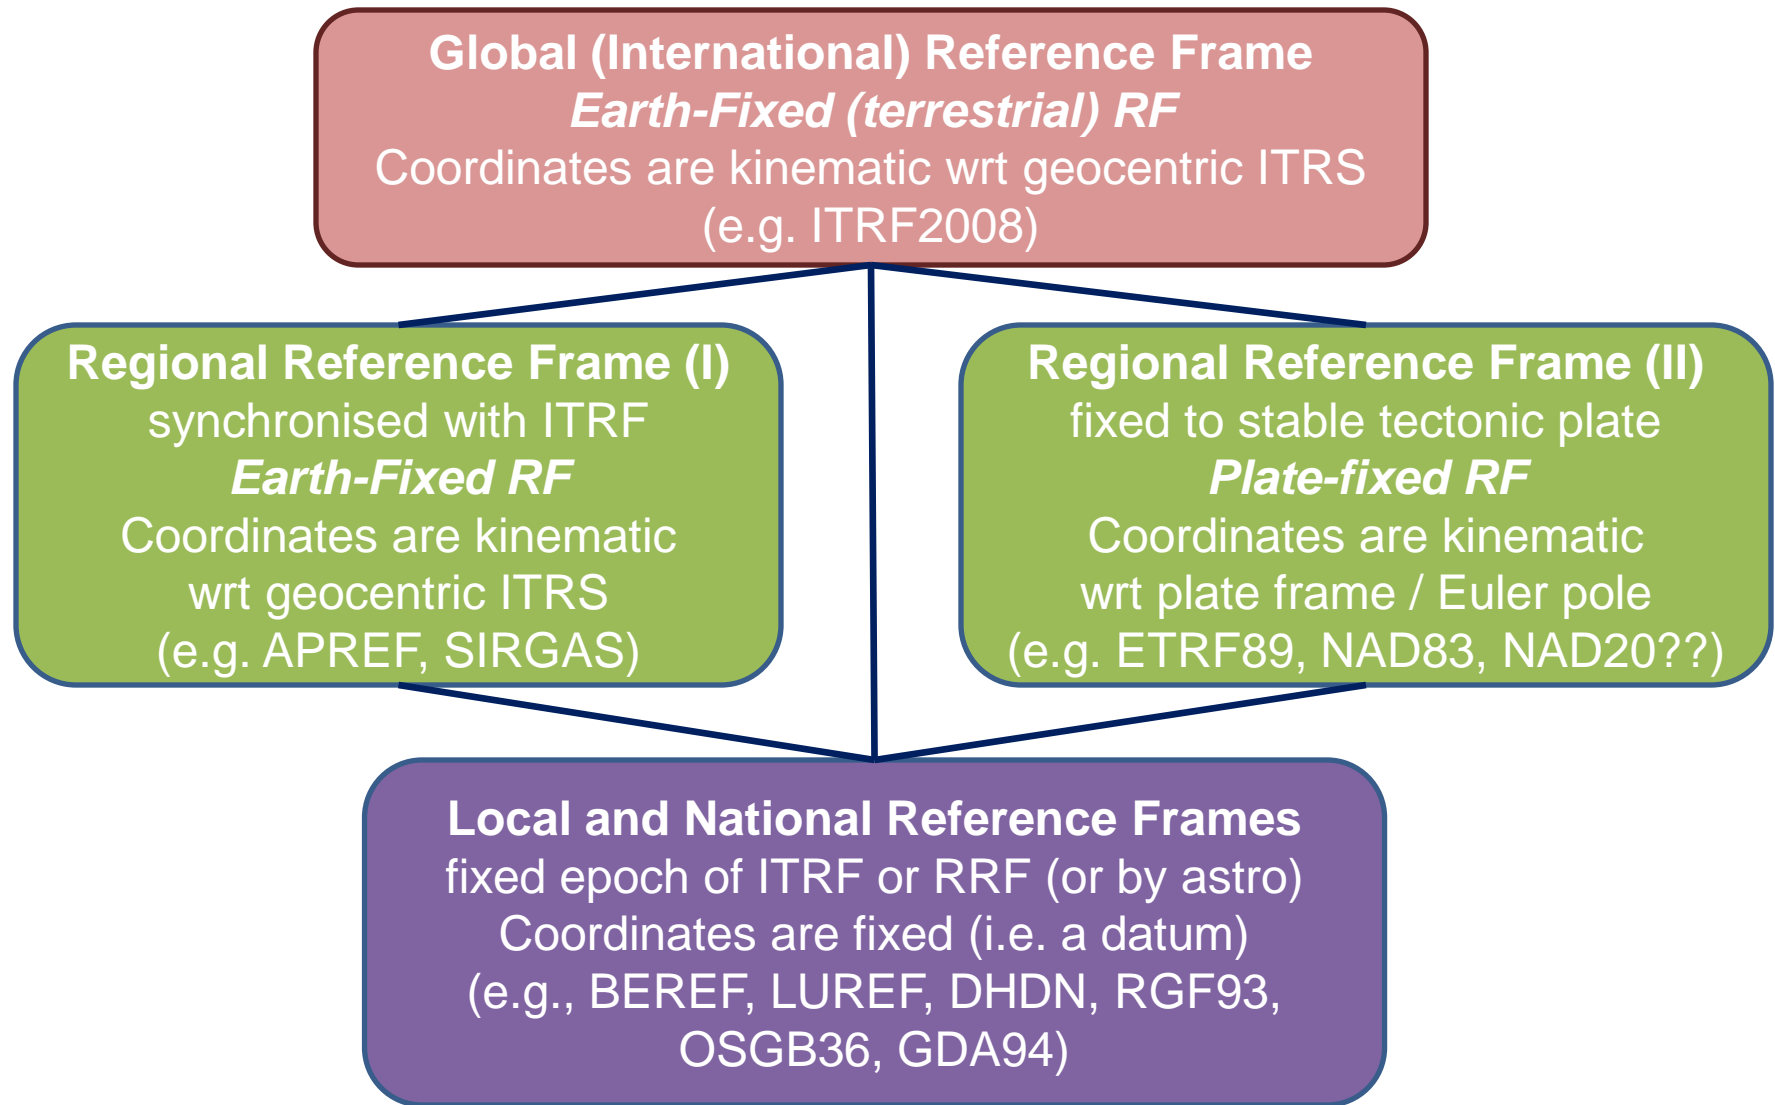 Global (International) Reference Frame
Earth-Fixed (terrestrial) RF
Coordinates are kinematic wrt geocentric ITRS
(e.g. ITRF2008)
Regional Reference Frame (I)
synchronised with ITRF
Earth-Fixed RF
Coordinates are kinematic
wrt geocentric ITRS
(e.g. APREF, SIRGAS)
Regional Reference Frame (II)
fixed to stable tectonic plate
Plate-fixed RF
Coordinates are kinematic
wrt plate frame / Euler pole
(e.g. ETRF89, NAD83, NAD20??)
Local and National Reference Frames
fixed epoch of ITRF or RRF (or by astro)
Coordinates are fixed (i.e. a datum)
(e.g., BEREF, LUREF, DHDN, RGF93,
OSGB36, GDA94)